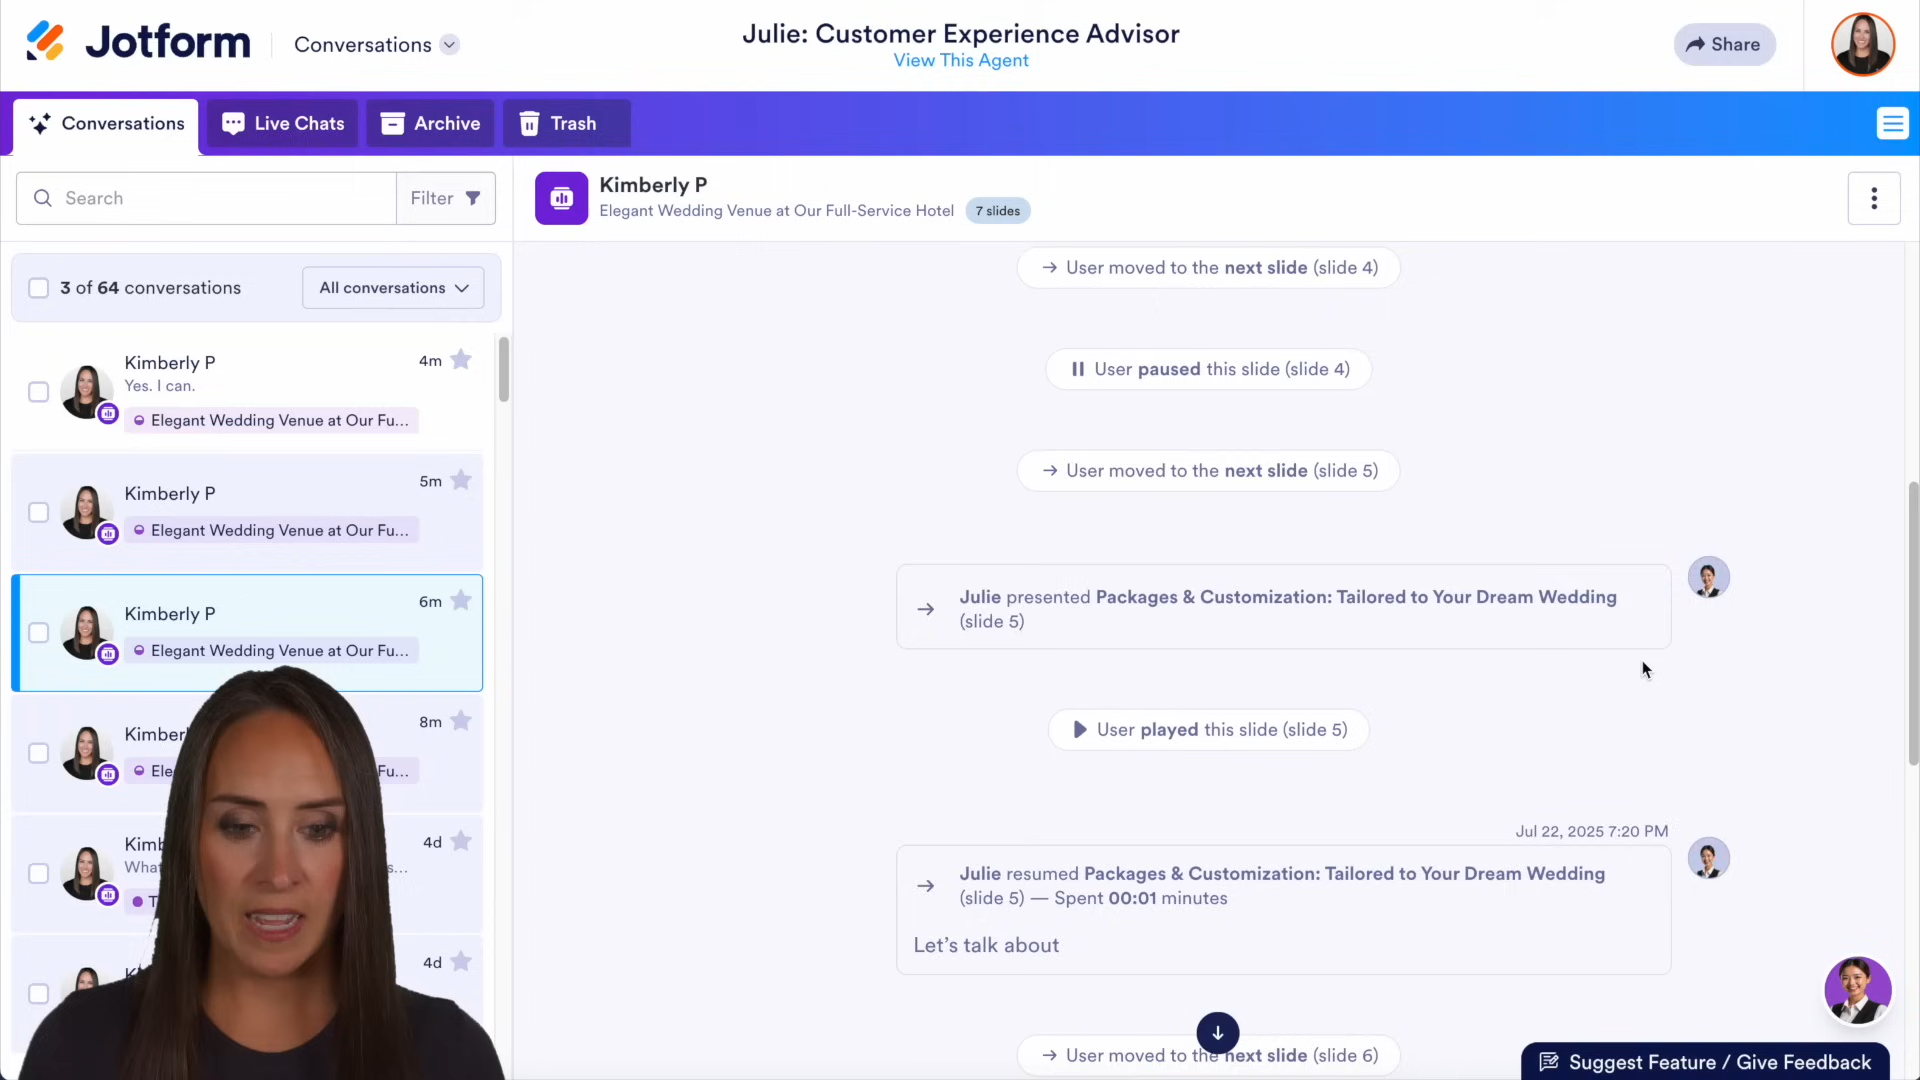 Jotform
Conversations
Julie: Customer Experience Advisor
View This Agent
Share
Conversations
Live Chats
Archive
Trash
Search
Filter
Kimberly P
Elegant Wedding Venue at Our Full-Service Hotel
7 slides
3 of 64 conversations
All conversations
Kimberly P
4m
Yes. I can.
Elegant Wedding Venue at Our Fu...
Kimberly P
5m
Elegant Wedding Venue at Our Fu...
Kimberly P
6m
Elegant Wedding Venue at Our Fu...
8m
Fu...
4d
s...
4d
→ User moved to the next slide (slide 4)
User paused this slide (slide 4)
→ User moved to the next slide (slide 5)
→ Julie presented Packages & Customization: Tailored to Your Dream Wedding
(slide 5)
User played this slide (slide 5)
Jul 22, 2025 7:20 PM
→ Julie resumed Packages & Customization: Tailored to Your Dream Wedding
(slide 5) — Spent 00:01 minutes
Let's talk about
→ User moved to the next slide (slide 6)
Suggest Feature / Give Feedback